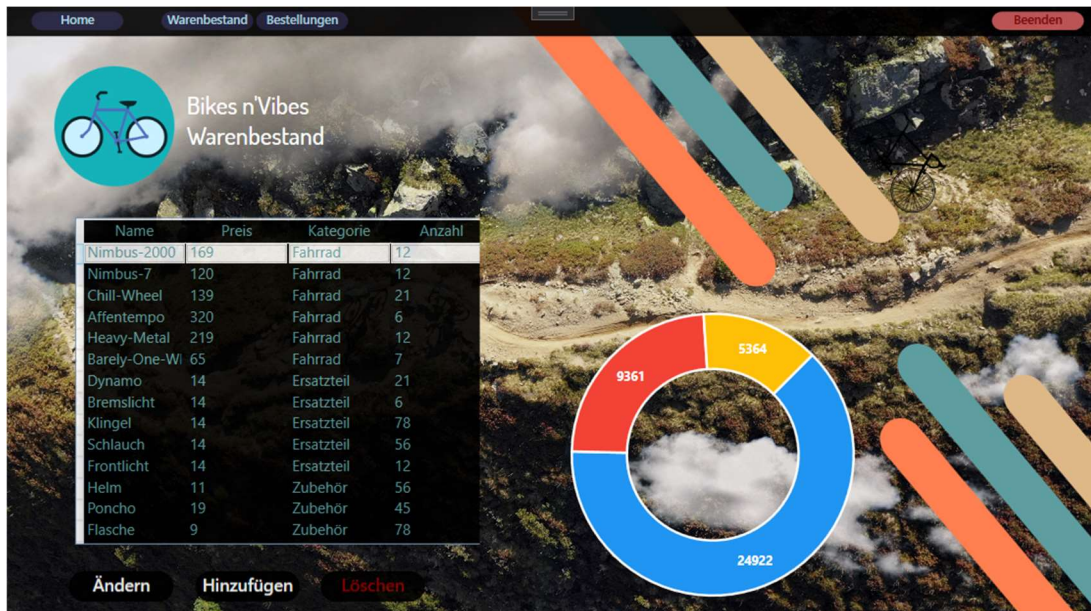 Home Warenbestand Bestellungen Beenden
Bikes n'Vibes
Warenbestand
Name Preis Kategorie Anzahl
Nimbus-2000 169 Fahrrad 12
Nimbus-7 120 Fahrrad 12
Chill-Wheel 139 Fahrrad 21
Affentempo 320 Fahrrad 6
Heavy-Metal 219 Fahrrad 12
Barely-One-Wl 65 Fahrrad 7
Dynamo 14 Ersatzteil 21
Bremslicht 14 Ersatzteil 6
Klingel 14 Ersatzteil 78
Schlauch 14 Ersatzteil 56
Frontlicht 14 Ersatzteil 12
Helm 11 Zubehör 56
Poncho 19 Zubehör 45
Flasche 9 Zubehör 78
5364
9361
24922
Ändern Hinzufügen Löschen